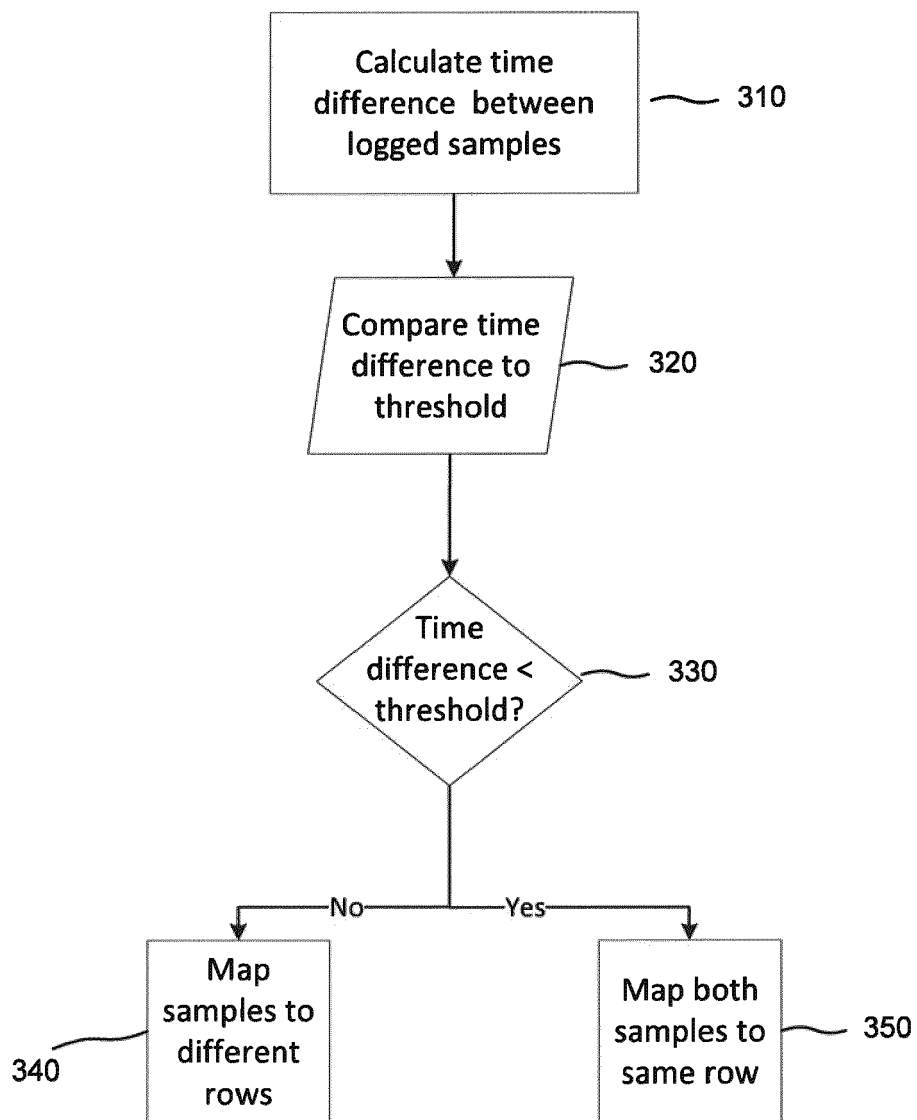 Calculate time
difference between
logged samples
310
Compare time
difference to
threshold
320
Time
difference <
threshold?
330
No
Yes
Map
samples to
different
rows
340
Map both
samples to
same row
350